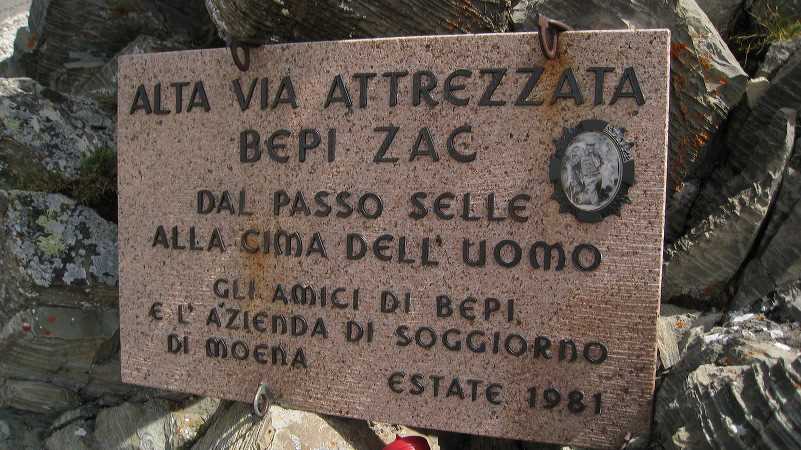 ALTA VIA ATTREZZATA
BEPI ZAC
DAL PASSO SELLE
ALLA CIMA DELL' UOMO
GLI AMICI DI BEPI
E L' AZIENDA DI SOGGIORNO
DI MOENA
ESTATE 1981